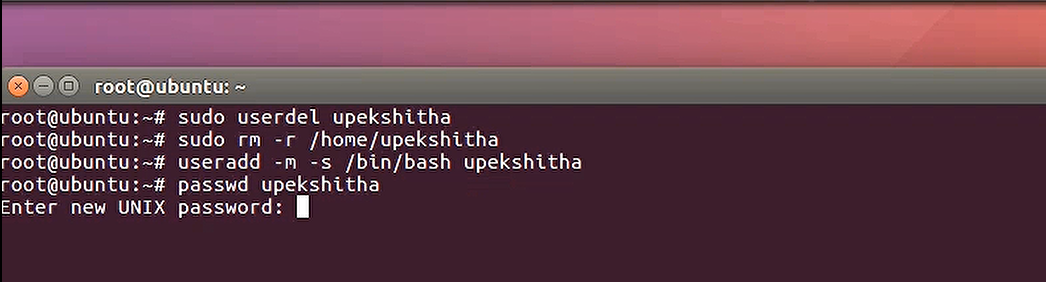 root@ubuntu: ~
root@ubuntu:~# sudo userdel upekshitha
root@ubuntu:~# sudo rm -r /home/upekshitha
root@ubuntu:~# useradd -m -s /bin/bash upekshitha
root@ubuntu:~# passwd upekshitha
Enter new UNIX password: